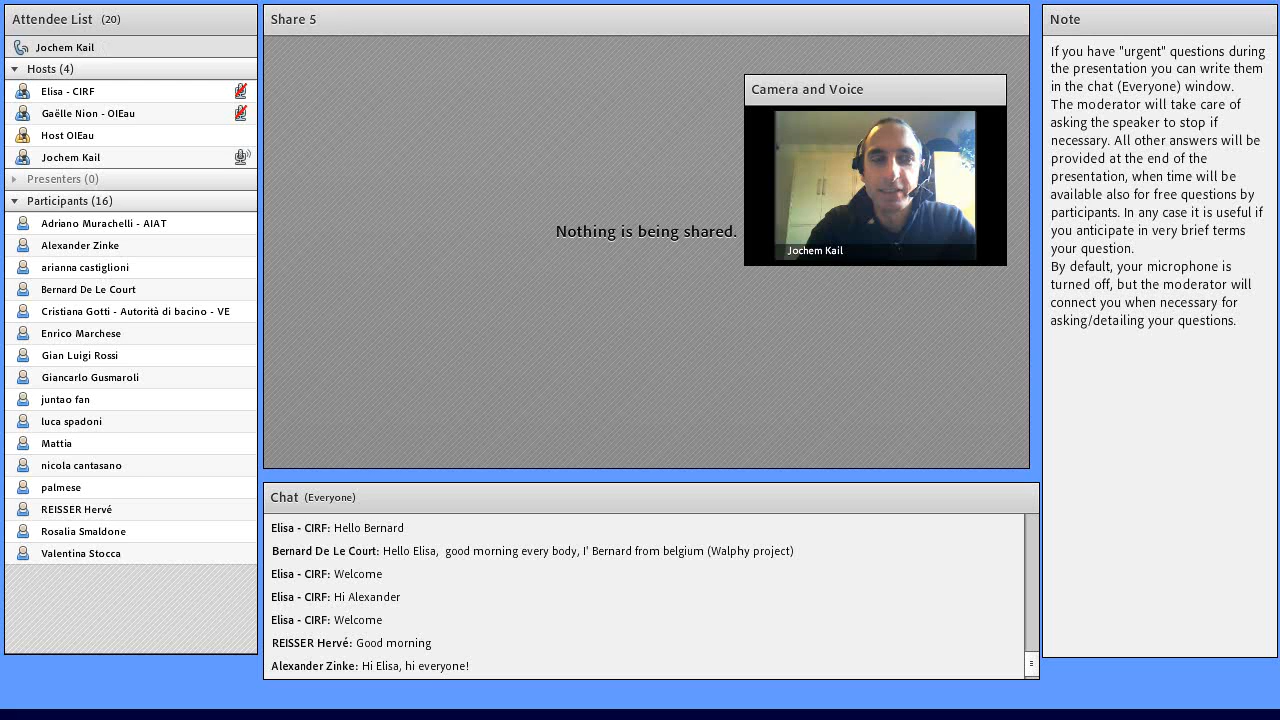 Attendee List (20)
Jochem Kail
Hosts (4)
Elisa - CIRF
Gaëlle Nion - OIEau
Host OIEau
Jochem Kail
Presenters (0)
Participants (16)
Adriano Murachelli - AIAT
Alexander Zinke
arianna castiglioni
Bernard De Le Court
Cristiana Gotti - Autorità di bacino - VE
Enrico Marchese
Gian Luigi Rossi
Giancarlo Gusmaroli
juntao fan
luca spadoni
Mattia
nicola cantasano
palmese
REISSER Hervé
Rosalia Smaldone
Valentina Stocca
Share 5
Nothing is being shared.
Camera and Voice
Jochem Kail
Chat (Everyone)
Elisa - CIRF: Hello Bernard
Bernard De Le Court: Hello Elisa,  good morning every body, I' Bernard from belgium (Walphy project)
Elisa - CIRF: Welcome
Elisa - CIRF: Hi Alexander
Elisa - CIRF: Welcome
REISSER Hervé: Good morning
Alexander Zinke: Hi Elisa, hi everyone!
Note
If you have "urgent" questions during
the presentation you can write them
in the chat (Everyone) window.
The moderator will take care of
asking the speaker to stop if
necessary. All other answers will be
provided at the end of the
presentation, when time will be
available also for free questions by
participants. In any case it is useful if
you anticipate in very brief terms
your question.
By default, your microphone is
turned off, but the moderator will
connect you when necessary for
asking/detailing your questions.